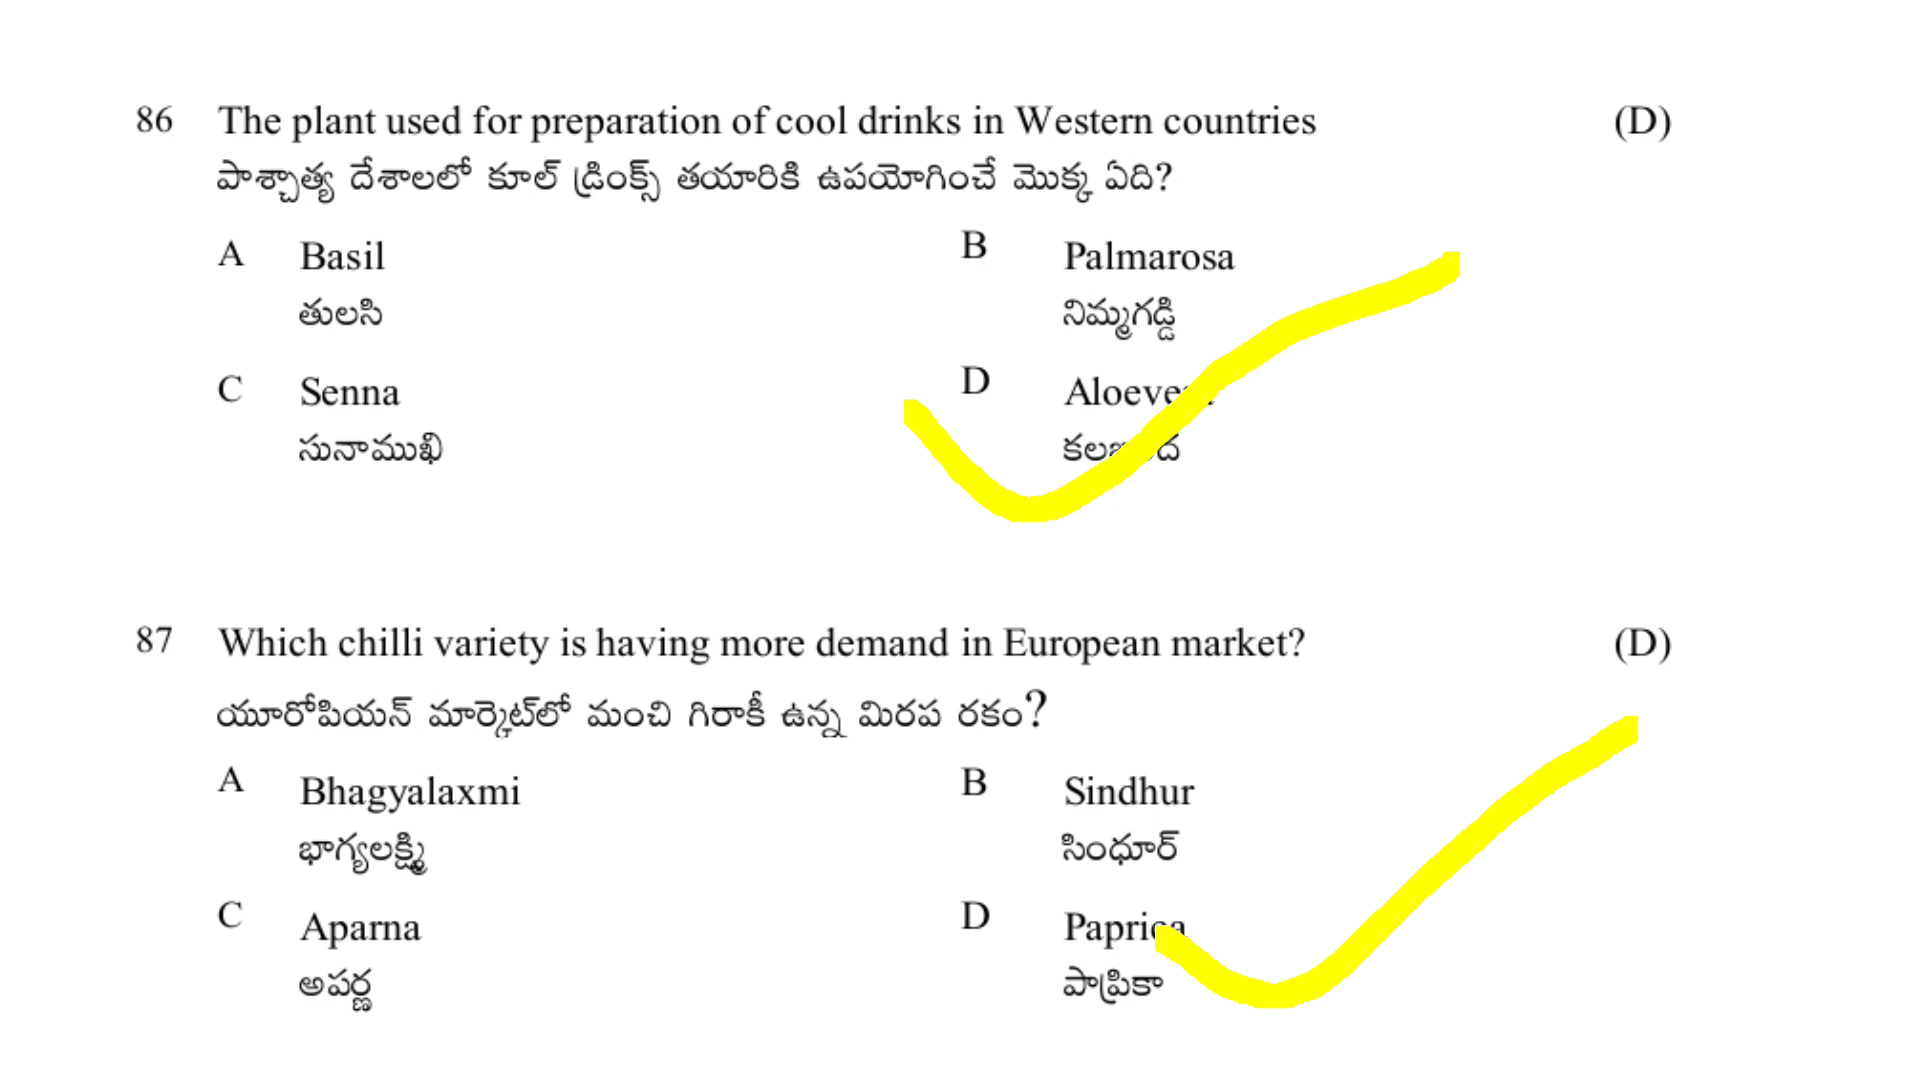 86 The plant used for preparation of cool drinks in Western countries (D)
పాశ్చాత్య దేశాలలో కూల్ డ్రింక్స్ తయారికి ఉపయోగించే మొక్క ఏది?
A Basil B Palmarosa
తులసి నిమ్మగడ్డి
C Senna D
సునాముఖి
87 Which chilli variety is having more demand in European market? (D)
యూరోపియన్ మార్కెట్‌లో మంచి గిరాకీ ఉన్న మిరప రకం?
A Bhagyalaxmi B Sindhur
భాగ్యలక్ష్మి సింధూర్
C Aparna D Paprica
అపర్ణ పాప్రికా